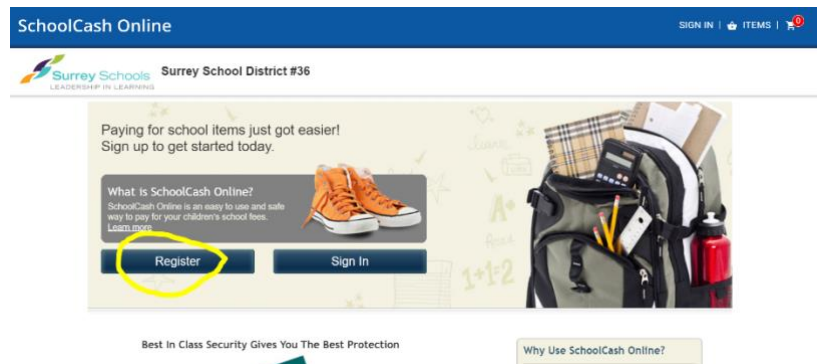 SchoolCash Online
SIGN IN | ITEMS | 0
Surrey Schools
LEADERSHIP IN LEARNING
Surrey School District #36
Paying for school items just got easier!
Sign up to get started today.
What is SchoolCash Online?
SchoolCash Online is an easy to use and safe
way to pay for your children's school fees.
Learn more
Register
Sign In
A+
1+1=2
Best In Class Security Gives You The Best Protection
Why Use SchoolCash Online?